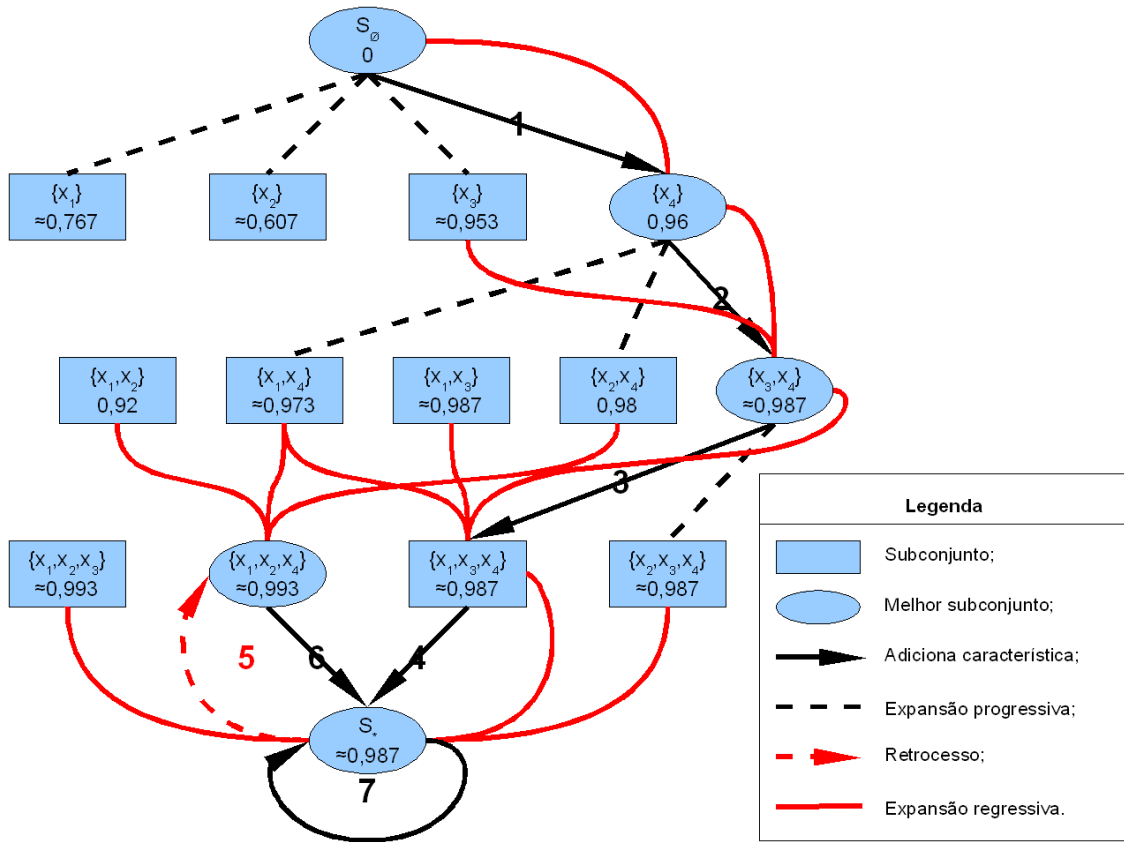 S∅
0
1
{x₁}
≈0,767
{x₂}
≈0,607
{x₃}
≈0,953
{x₄}
0,96
2
{x₁,x₂}
0,92
{x₁,x₄}
≈0,973
{x₁,x₃}
≈0,987
{x₂,x₄}
0,98
{x₃,x₄}
≈0,987
3
{x₁,x₂,x₃}
≈0,993
{x₁,x₂,x₄}
≈0,993
{x₁,x₃,x₄}
≈0,987
{x₂,x₃,x₄}
≈0,987
5
6
4
S*
≈0,987
7
Legenda
Subconjunto;
Melhor subconjunto;
Adiciona característica;
Expansão progressiva;
Retrocesso;
Expansão regressiva.